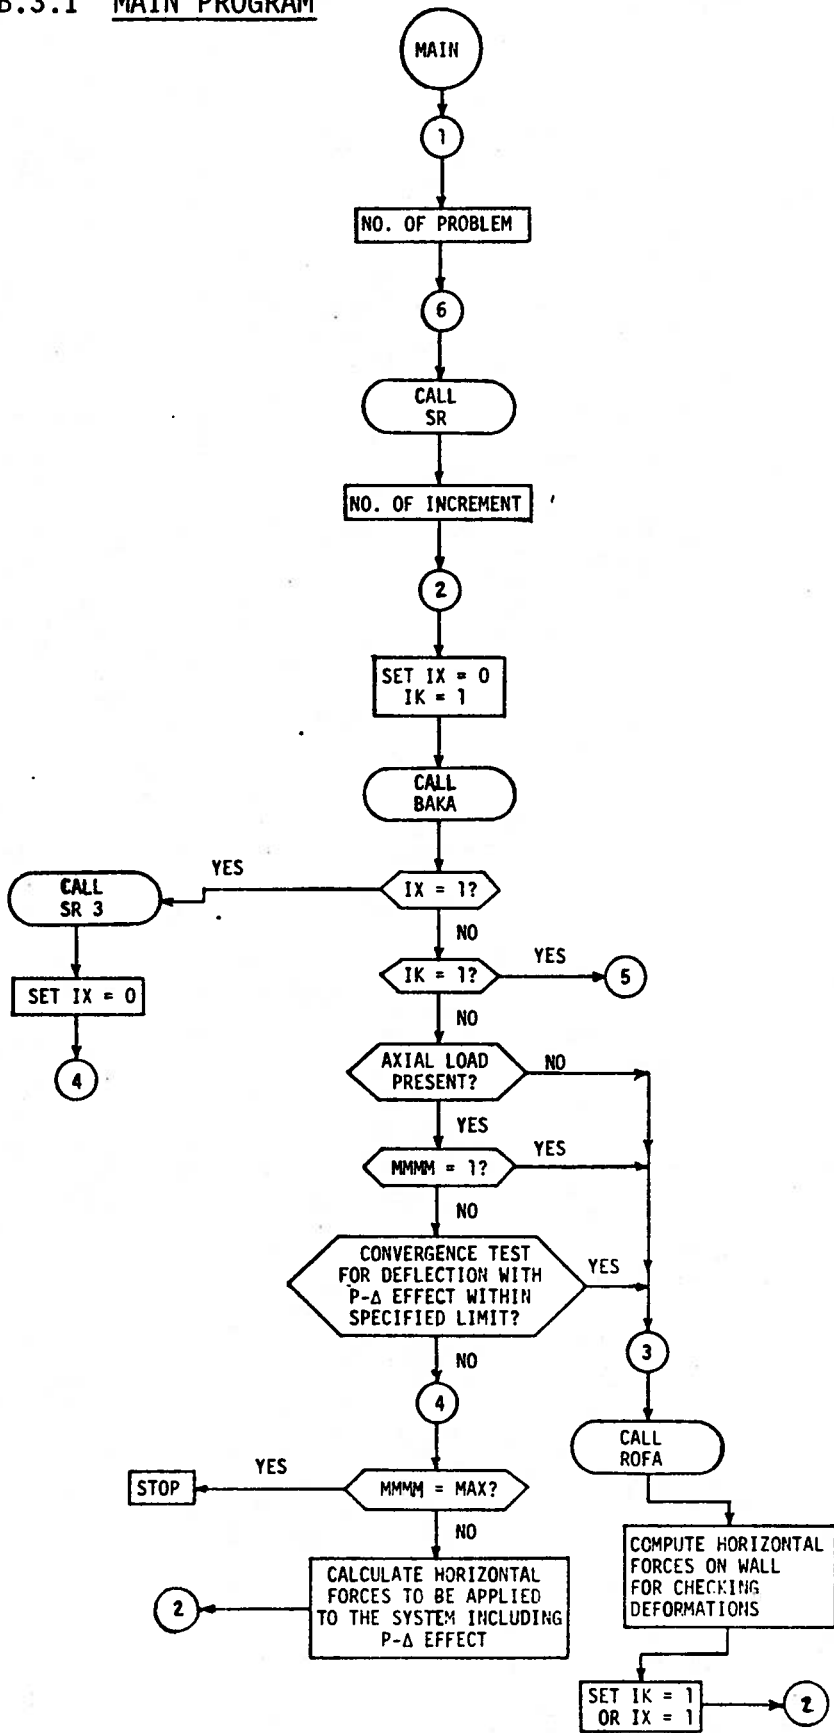 B.3.1 MAIN PROGRAM
MAIN
1
NO. OF PROBLEM
6
CALL
SR
NO. OF INCREMENT
2
SET IX = 0
IK = 1
CALL
BAKA
IX = 1?
YES
CALL
SR 3
SET IX = 0
4
NO
IK = 1?
YES
5
NO
AXIAL LOAD
PRESENT?
NO
YES
MMMM = 1?
YES
NO
CONVERGENCE TEST
FOR DEFLECTION WITH
P-Δ EFFECT WITHIN
SPECIFIED LIMIT?
YES
NO
3
4
CALL
ROFA
MMMM = MAX?
YES
STOP
NO
CALCULATE HORIZONTAL
FORCES TO BE APPLIED
TO THE SYSTEM INCLUDING
P-Δ EFFECT
2
COMPUTE HORIZONTAL
FORCES ON WALL
FOR CHECKING
DEFORMATIONS
SET IK = 1
OR IX = 1
2